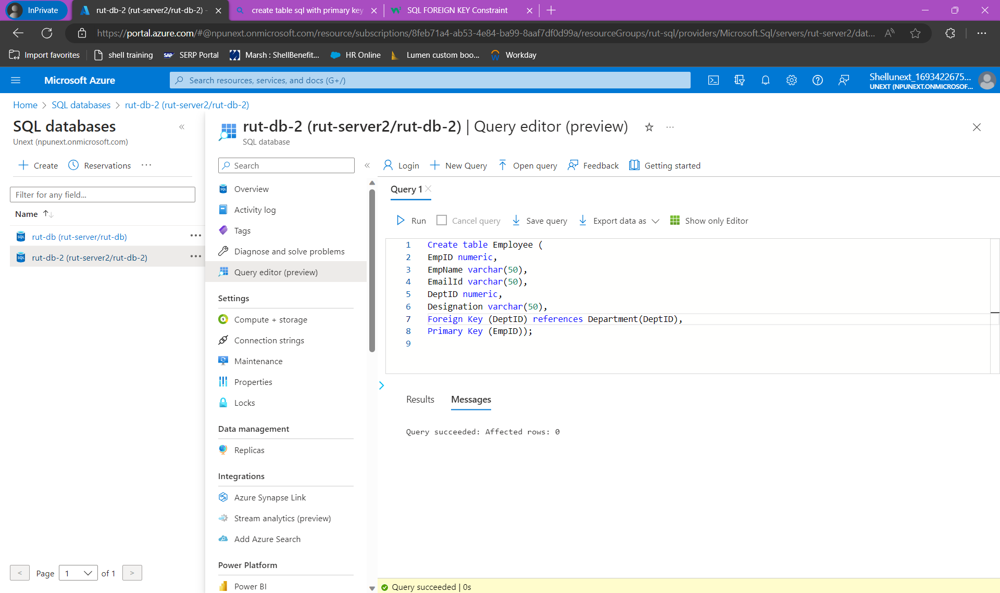 InPrivate
rut-db-2 (rut-server2/rut-db-2) -
create table sql with primary key
SQL FOREIGN KEY Constraint
https://portal.azure.com/#@npunext.onmicrosoft.com/resource/subscriptions/8feb71a4-ab53-4e84-ba99-8aaf7df0d99a/resourceGroups/rut-sql/providers/Microsoft.Sql/servers/rut-server2/dat...
Import favorites
shell training
SAP SERP Portal
Marsh : ShellBenefit...
HR Online
Lumen custom boo...
Workday
Microsoft Azure
Search resources, services, and docs (G+/)
Shellunext_1693422675...
UNEXT (NPUNEXT.ONMICROSOF...
Home > SQL databases > rut-db-2 (rut-server2/rut-db-2)
SQL databases
Unext (npunext.onmicrosoft.com)
Create
Reservations
Filter for any field...
Name
rut-db (rut-server/rut-db)
rut-db-2 (rut-server2/rut-db-2)
< Page 1 of 1 >
rut-db-2 (rut-server2/rut-db-2) | Query editor (preview)
SQL database
Search
Overview
Activity log
Tags
Diagnose and solve problems
Query editor (preview)
Settings
Compute + storage
Connection strings
Maintenance
Properties
Locks
Data management
Replicas
Integrations
Azure Synapse Link
Stream analytics (preview)
Add Azure Search
Power Platform
Power BI
Login
New Query
Open query
Feedback
Getting started
Query 1
Run
Cancel query
Save query
Export data as
Show only Editor
1 Create table Employee (
2 EmpID numeric,
3 EmpName varchar(50),
4 EmailId varchar(50),
5 DeptID numeric,
6 Designation varchar(50),
7 Foreign Key (DeptID) references Department(DeptID),
8 Primary Key (EmpID));
9
Results
Messages
Query succeeded: Affected rows: 0
Query succeeded | 0s